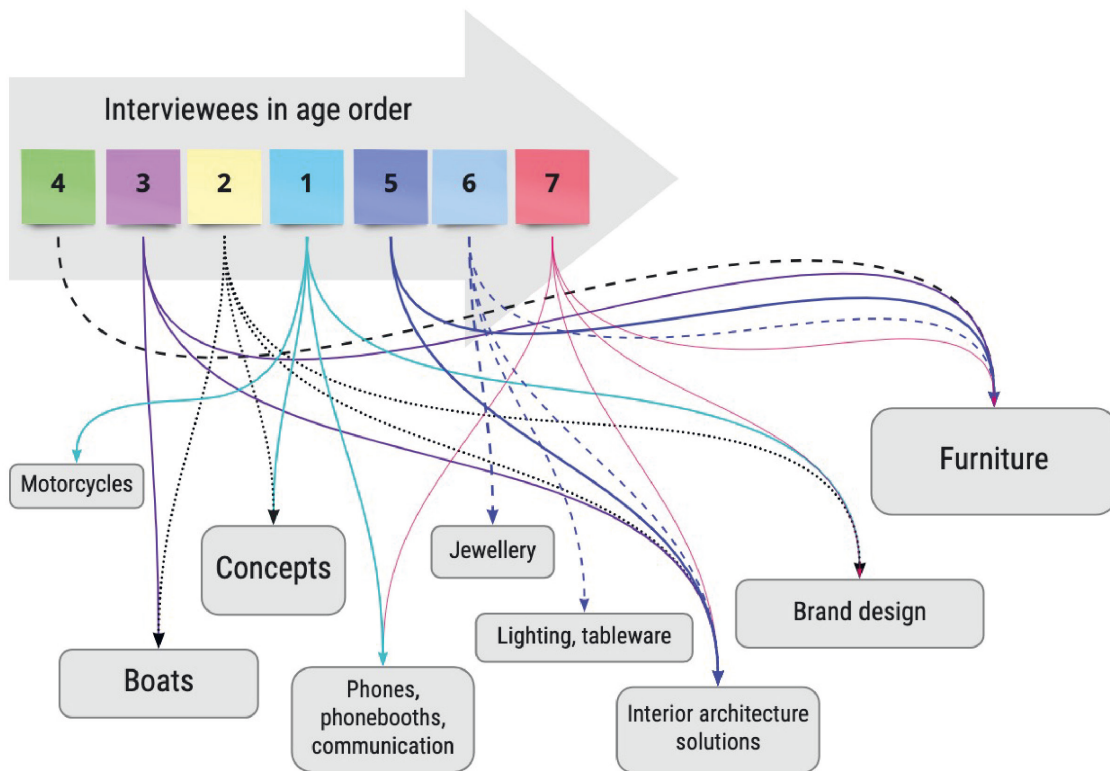 Interviewees in age order
4 3 2 1 5 6 7
Furniture
Motorcycles
Concepts
Jewellery
Brand design
Lighting, tableware
Boats
Phones,
phonebooths,
communication
Interior architecture
solutions